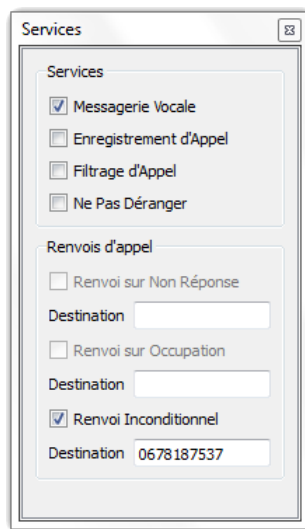 Services
Services
Messagerie Vocale
Enregistrement d'Appel
Filtrage d'Appel
Ne Pas Déranger
Renvois d'appel
Renvoi sur Non Réponse
Destination
Renvoi sur Occupation
Destination
Renvoi Inconditionnel
Destination 0678187537